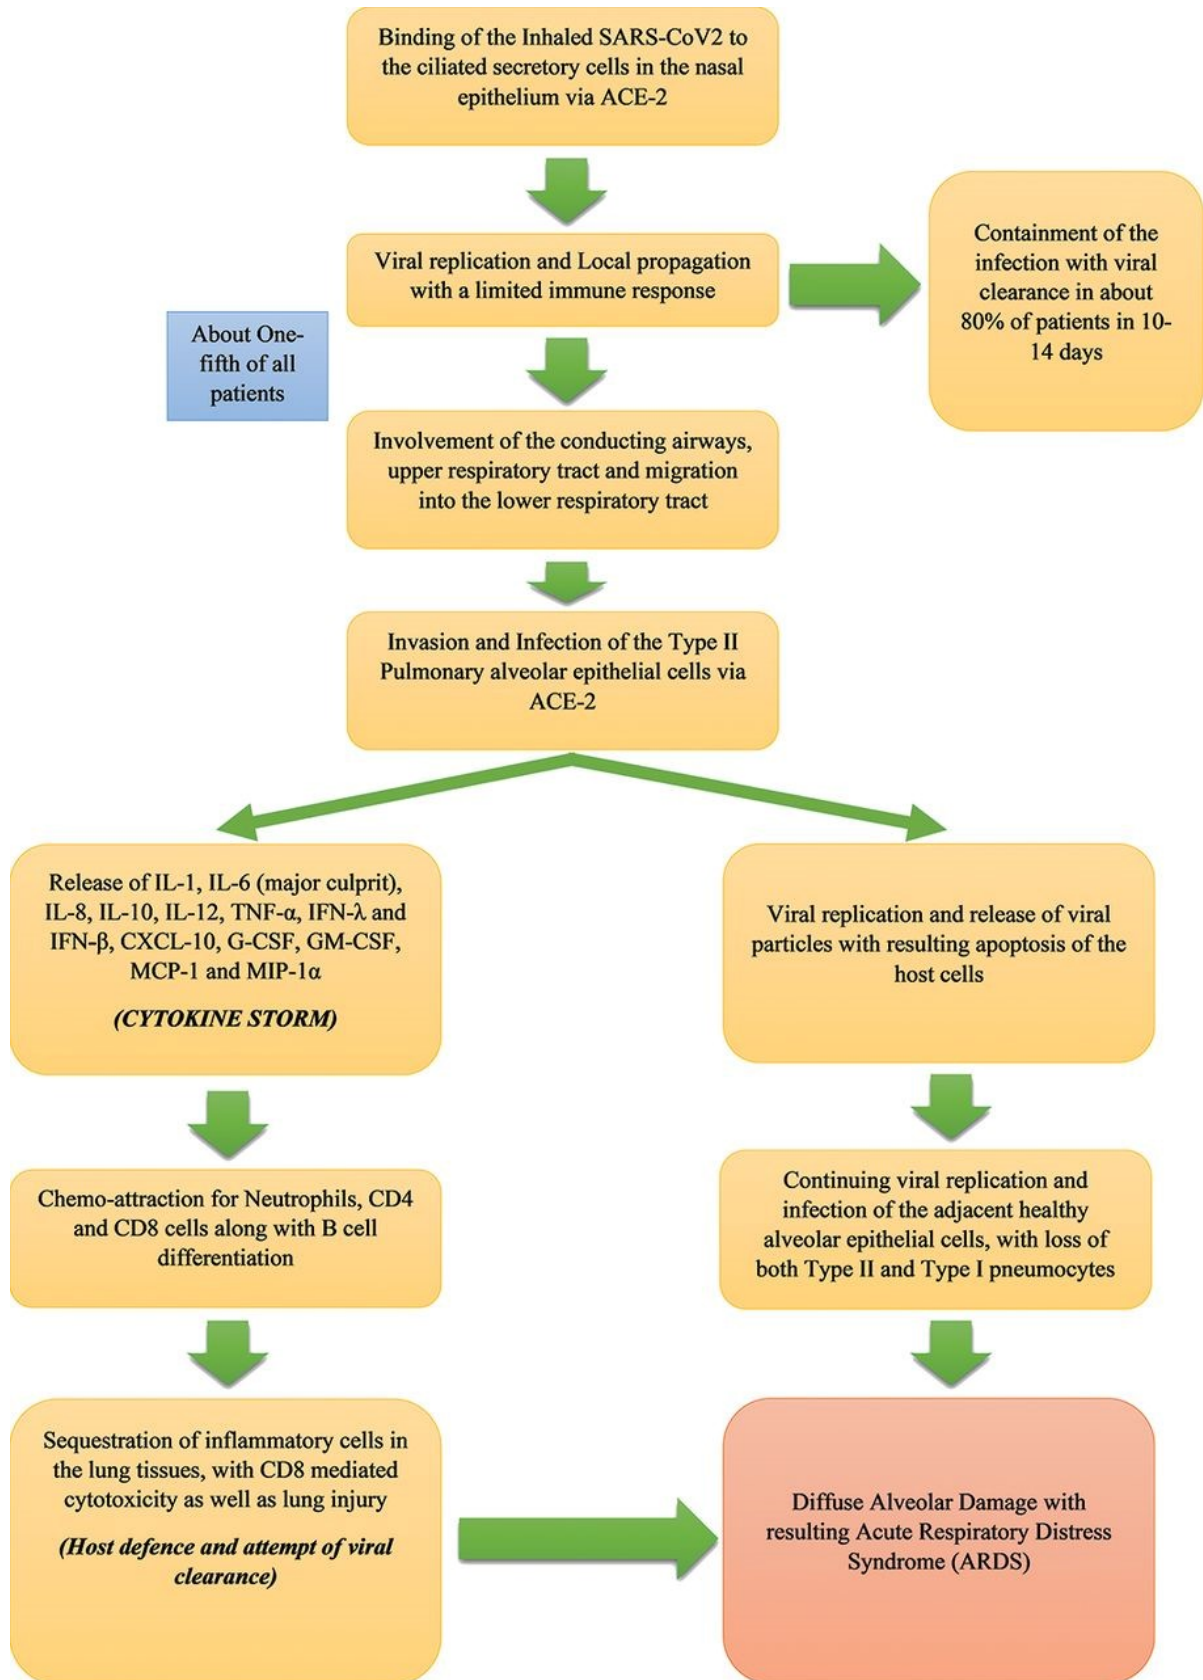 Binding of the Inhaled SARS-CoV2 to
the ciliated secretory cells in the nasal
epithelium via ACE-2
Viral replication and Local propagation
with a limited immune response
Containment of the
infection with viral
clearance in about
80% of patients in 10-
14 days
About One-
fifth of all
patients
Involvement of the conducting airways,
upper respiratory tract and migration
into the lower respiratory tract
Invasion and Infection of the Type II
Pulmonary alveolar epithelial cells via
ACE-2
Release of IL-1, IL-6 (major culprit),
IL-8, IL-10, IL-12, TNF-α, IFN-λ and
IFN-β, CXCL-10, G-CSF, GM-CSF,
MCP-1 and MIP-1α
(CYTOKINE STORM)
Viral replication and release of viral
particles with resulting apoptosis of the
host cells
Chemo-attraction for Neutrophils, CD4
and CD8 cells along with B cell
differentiation
Continuing viral replication and
infection of the adjacent healthy
alveolar epithelial cells, with loss of
both Type II and Type I pneumocytes
Sequestration of inflammatory cells in
the lung tissues, with CD8 mediated
cytotoxicity as well as lung injury
(Host defence and attempt of viral
clearance)
Diffuse Alveolar Damage with
resulting Acute Respiratory Distress
Syndrome (ARDS)